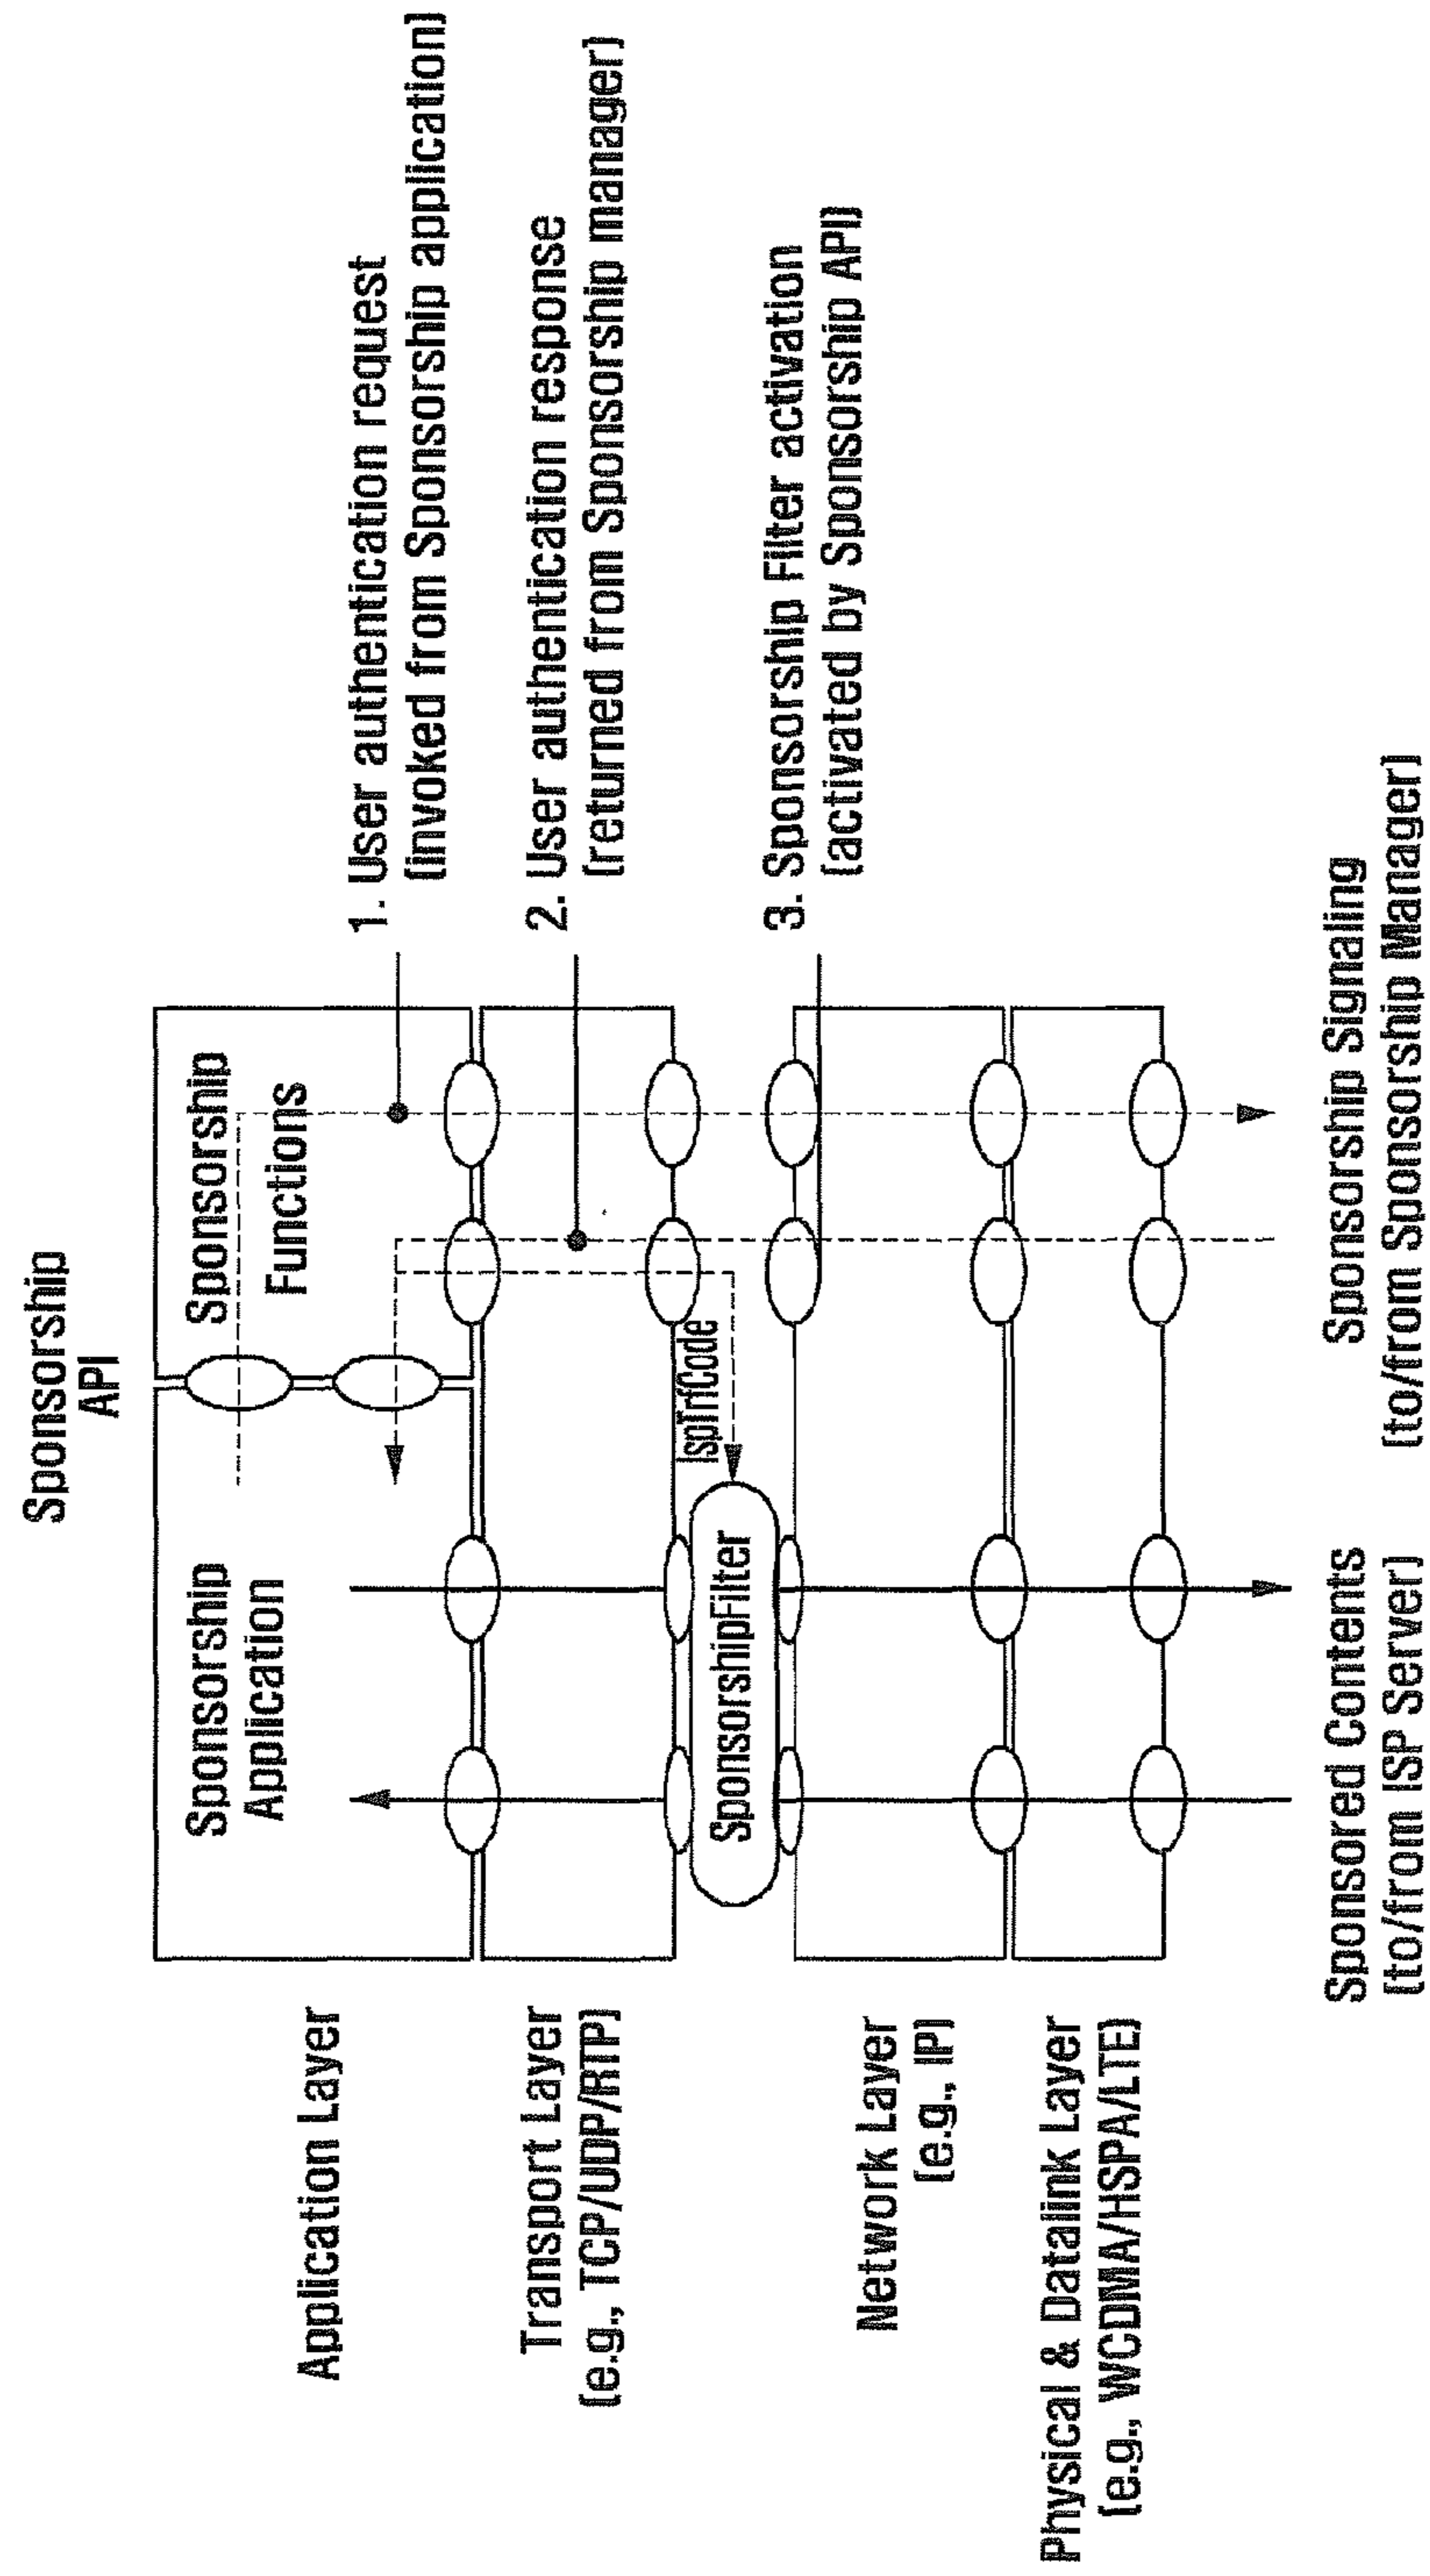 Sponsorship
API
Sponsorship
Application
Sponsorship
Functions
Application Layer
Transport Layer
(e.g., TCP/UDP/RTP)
Network Layer
(e.g., IP)
Physical & Datalink Layer
(e.g., WCDMA/HSPA/LTE)
SponsorshipFilter
IspTrfCode
1. User authentication request
(invoked from Sponsorship application)
2. User authentication response
(returned from Sponsorship manager)
3. Sponsorship Filter activation
(activated by Sponsorship API)
Sponsored Contents
(to/from ISP Server)
Sponsorship Signaling
(to/from Sponsorship Manager)